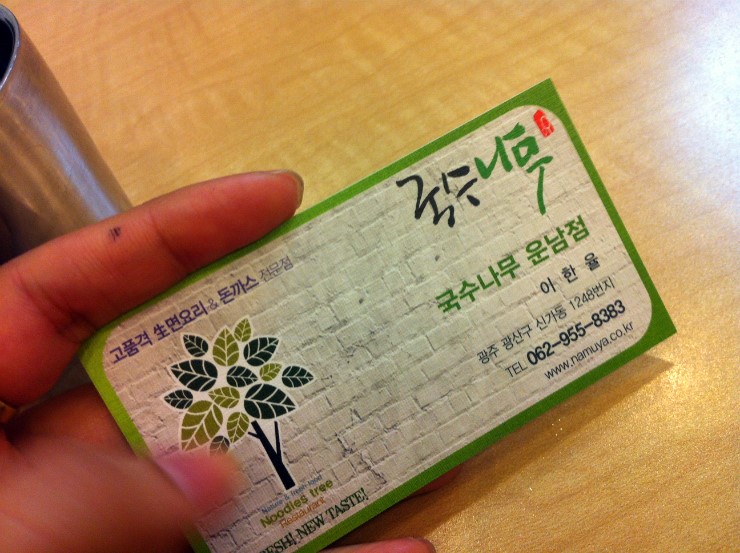 국수나무
고품격 生면요리 & 돈까스 전문점
국수나무 운남점
이한율
광주 광산구 신가동 1248번지
TEL 062-955-8383
www.namuya.co.kr
Noodles tree
Restaurant
FRESH! NEW TASTE!